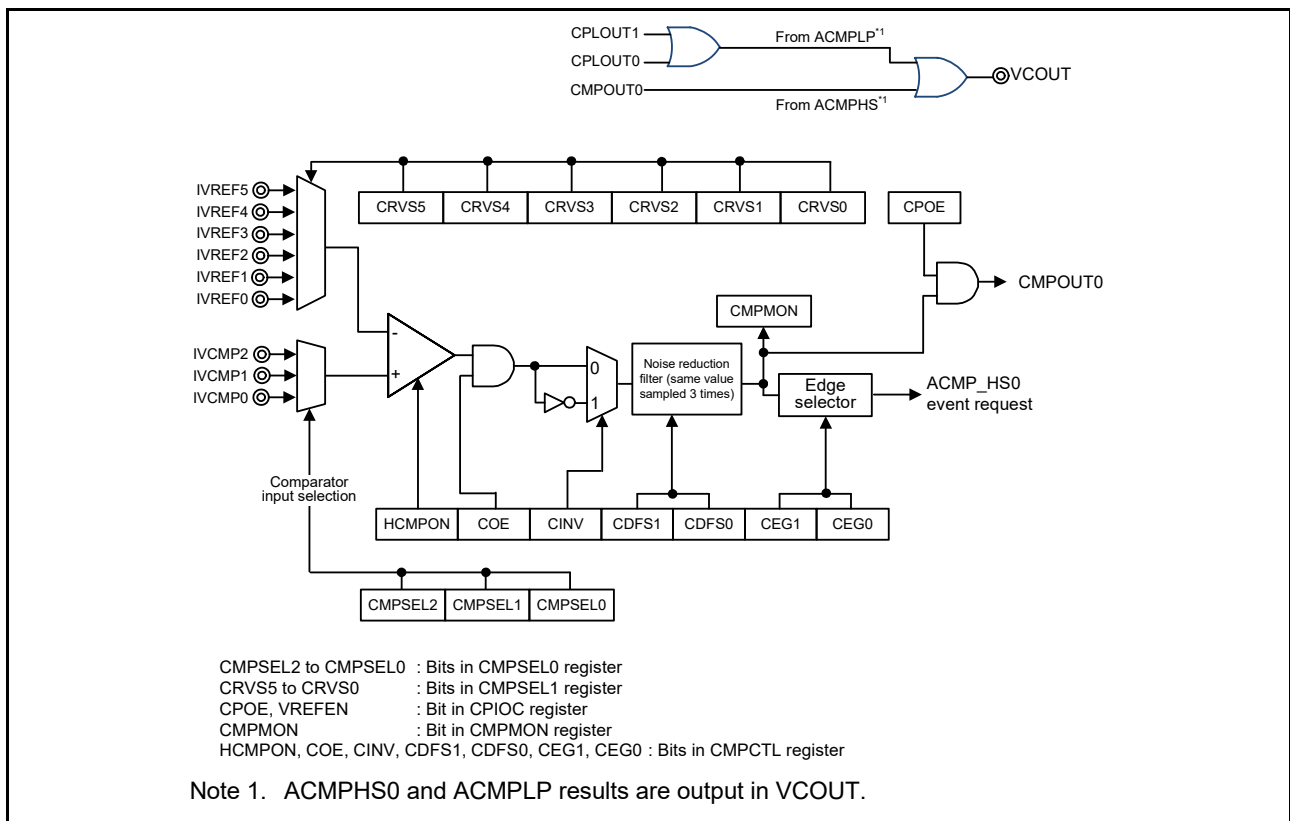 CPLOUT1
From ACMPLP*1
CPLOUT0
VCOUT
CMPOUT0
From ACMPHS*1
IVREF5
IVREF4
IVREF3
IVREF2
IVREF1
IVREF0
CRVS5 CRVS4 CRVS3 CRVS2 CRVS1 CRVS0
CPOE
CMPOUT0
CMPMON
IVCMP2
IVCMP1
IVCMP0
-
+
0
1
Noise reduction
filter (same value
sampled 3 times)
Edge
selector
ACMP_HS0
event request
Comparator
input selection
HCMPON COE CINV CDFS1 CDFS0 CEG1 CEG0
CMPSEL2 CMPSEL1 CMPSEL0
CMPSEL2 to CMPSEL0 : Bits in CMPSEL0 register
CRVS5 to CRVS0 : Bits in CMPSEL1 register
CPOE, VREFEN : Bit in CPIOC register
CMPMON : Bit in CMPMON register
HCMPON, COE, CINV, CDFS1, CDFS0, CEG1, CEG0 : Bits in CMPCTL register
Note 1. ACMPHS0 and ACMPLP results are output in VCOUT.